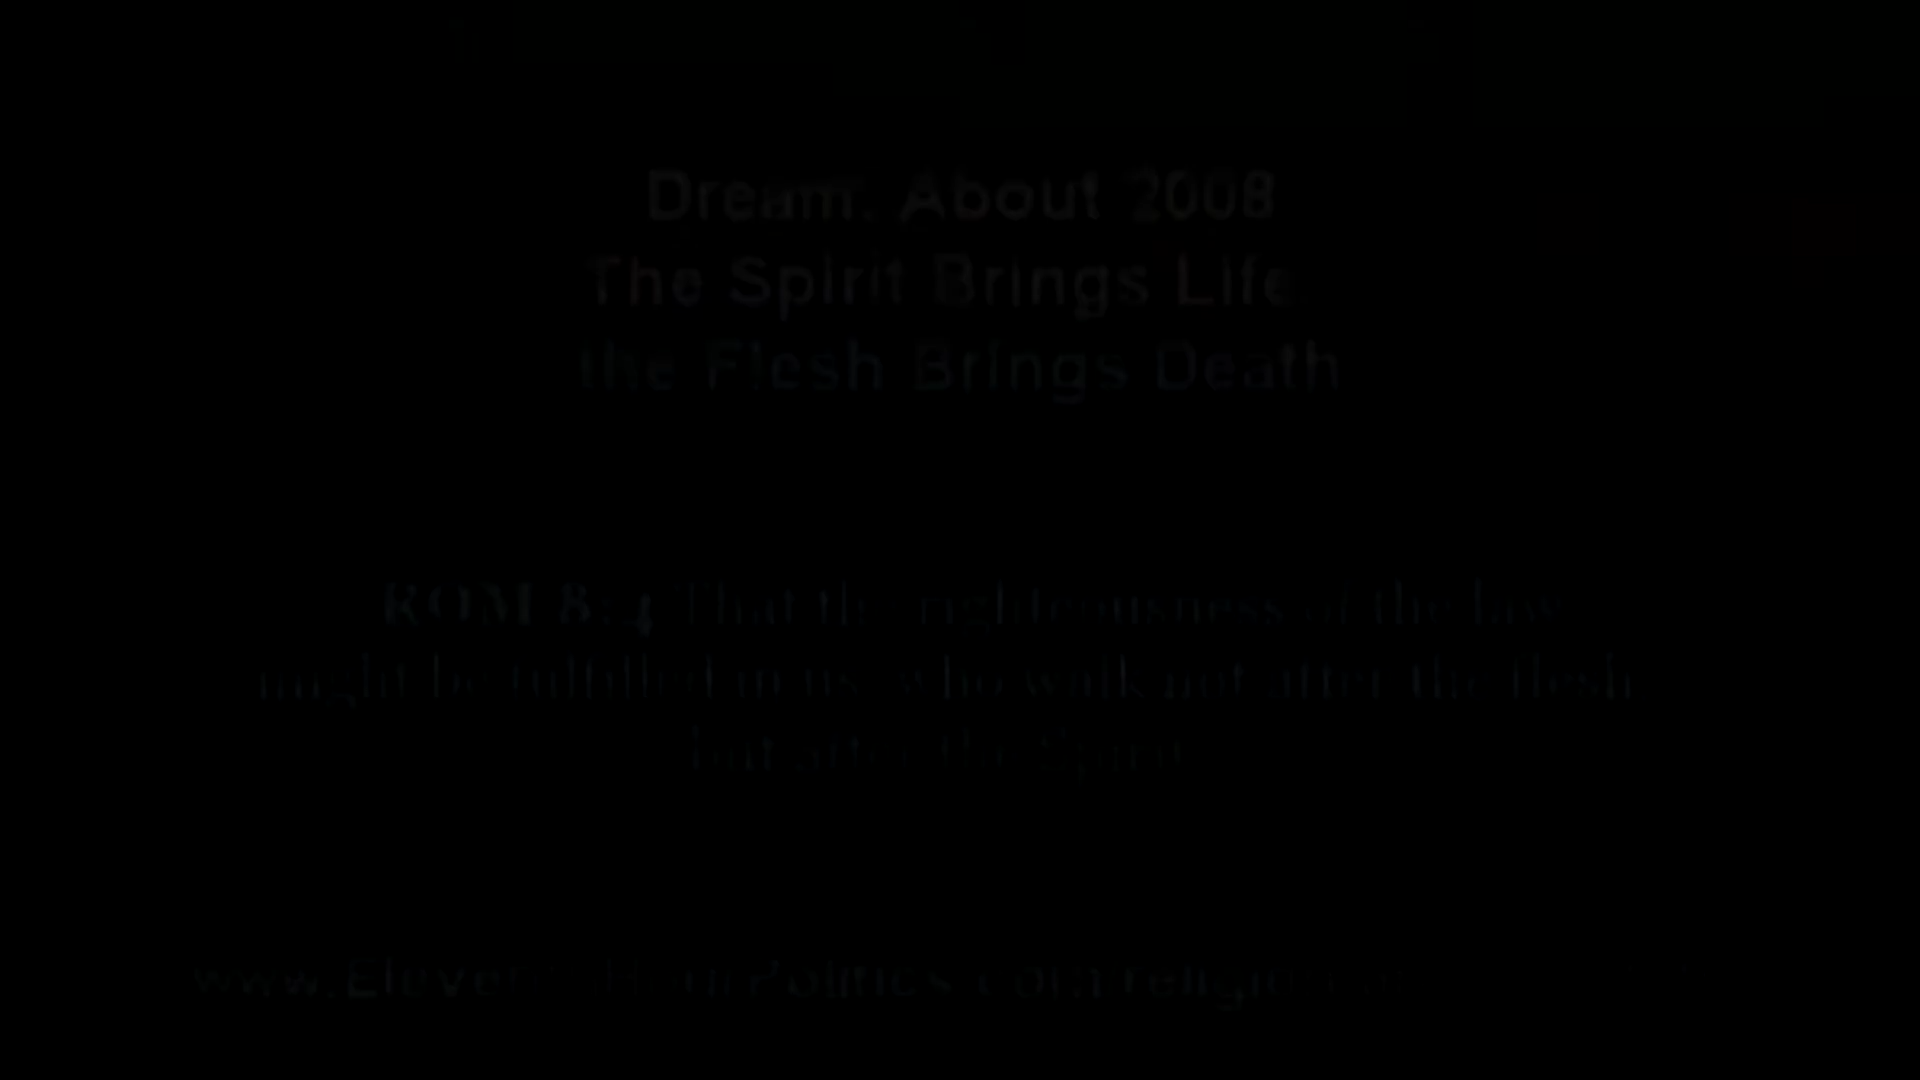 Dream. About 2008
The Spirit Brings Life.
the Flesh Brings Death
ROM 8:4 That the righteousness of the law
might be fulfilled in us, who walk not after the flesh
but after the Spirit